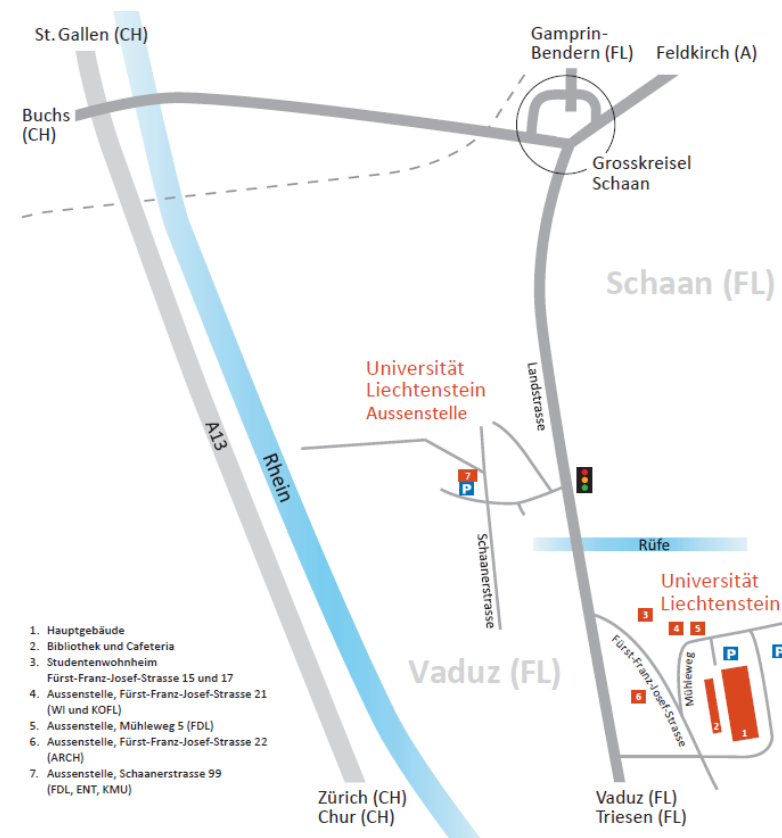 St. Gallen (CH)
Gamprin-
Bendern (FL)
Feldkirch (A)
Buchs
(CH)
Grosskreisel
Schaan
Schaan (FL)
Universität
Liechtenstein
Aussenstelle
Landstrasse
A13
Rhein
7
P
Schaanerstrasse
Rüfe
Universität
Liechtenstein
3
4
5
Fürst-Franz-Josef-Strasse
Mühleweg
P
P
6
2
1
Vaduz (FL)
1. Hauptgebäude
2. Bibliothek und Cafeteria
3. Studentenwohnheim
Fürst-Franz-Josef-Strasse 15 und 17
4. Aussenstelle, Fürst-Franz-Josef-Strasse 21
(WI und KOFL)
5. Aussenstelle, Mühleweg 5 (FDL)
6. Aussenstelle, Fürst-Franz-Josef-Strasse 22
(ARCH)
7. Aussenstelle, Schaanerstrasse 99
(FDL, ENT, KMU)
Zürich (CH)
Chur (CH)
Vaduz (FL)
Triesen (FL)